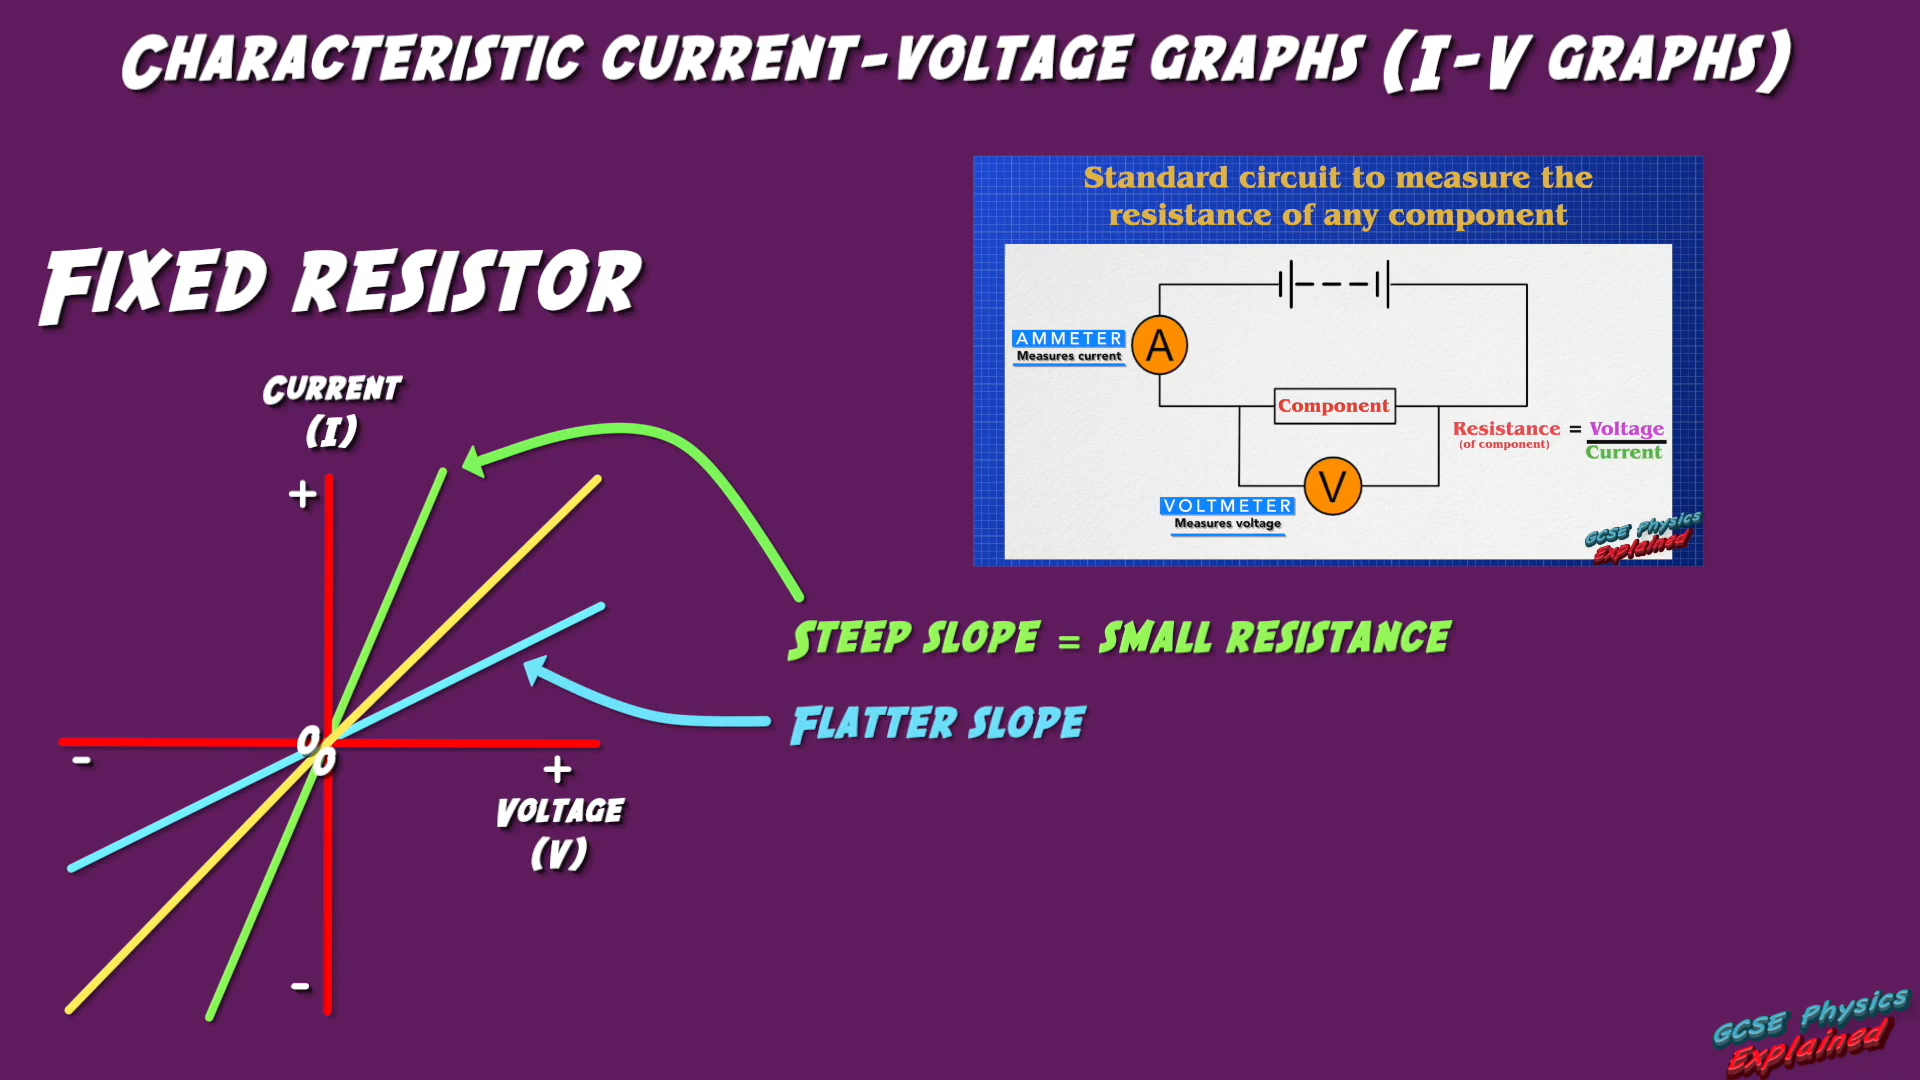 Characteristic current-voltage graphs (I-V graphs)
Fixed resistor
Current
(I)
+
-
0
0
+
-
Voltage
(V)
Steep slope = small resistance
Flatter slope
Standard circuit to measure the
resistance of any component
AMMETER
Measures current
A
Component
Resistance = Voltage
(of component)
Current
V
VOLTMETER
Measures voltage
GCSE Physics
Explained
GCSE Physics
Explained